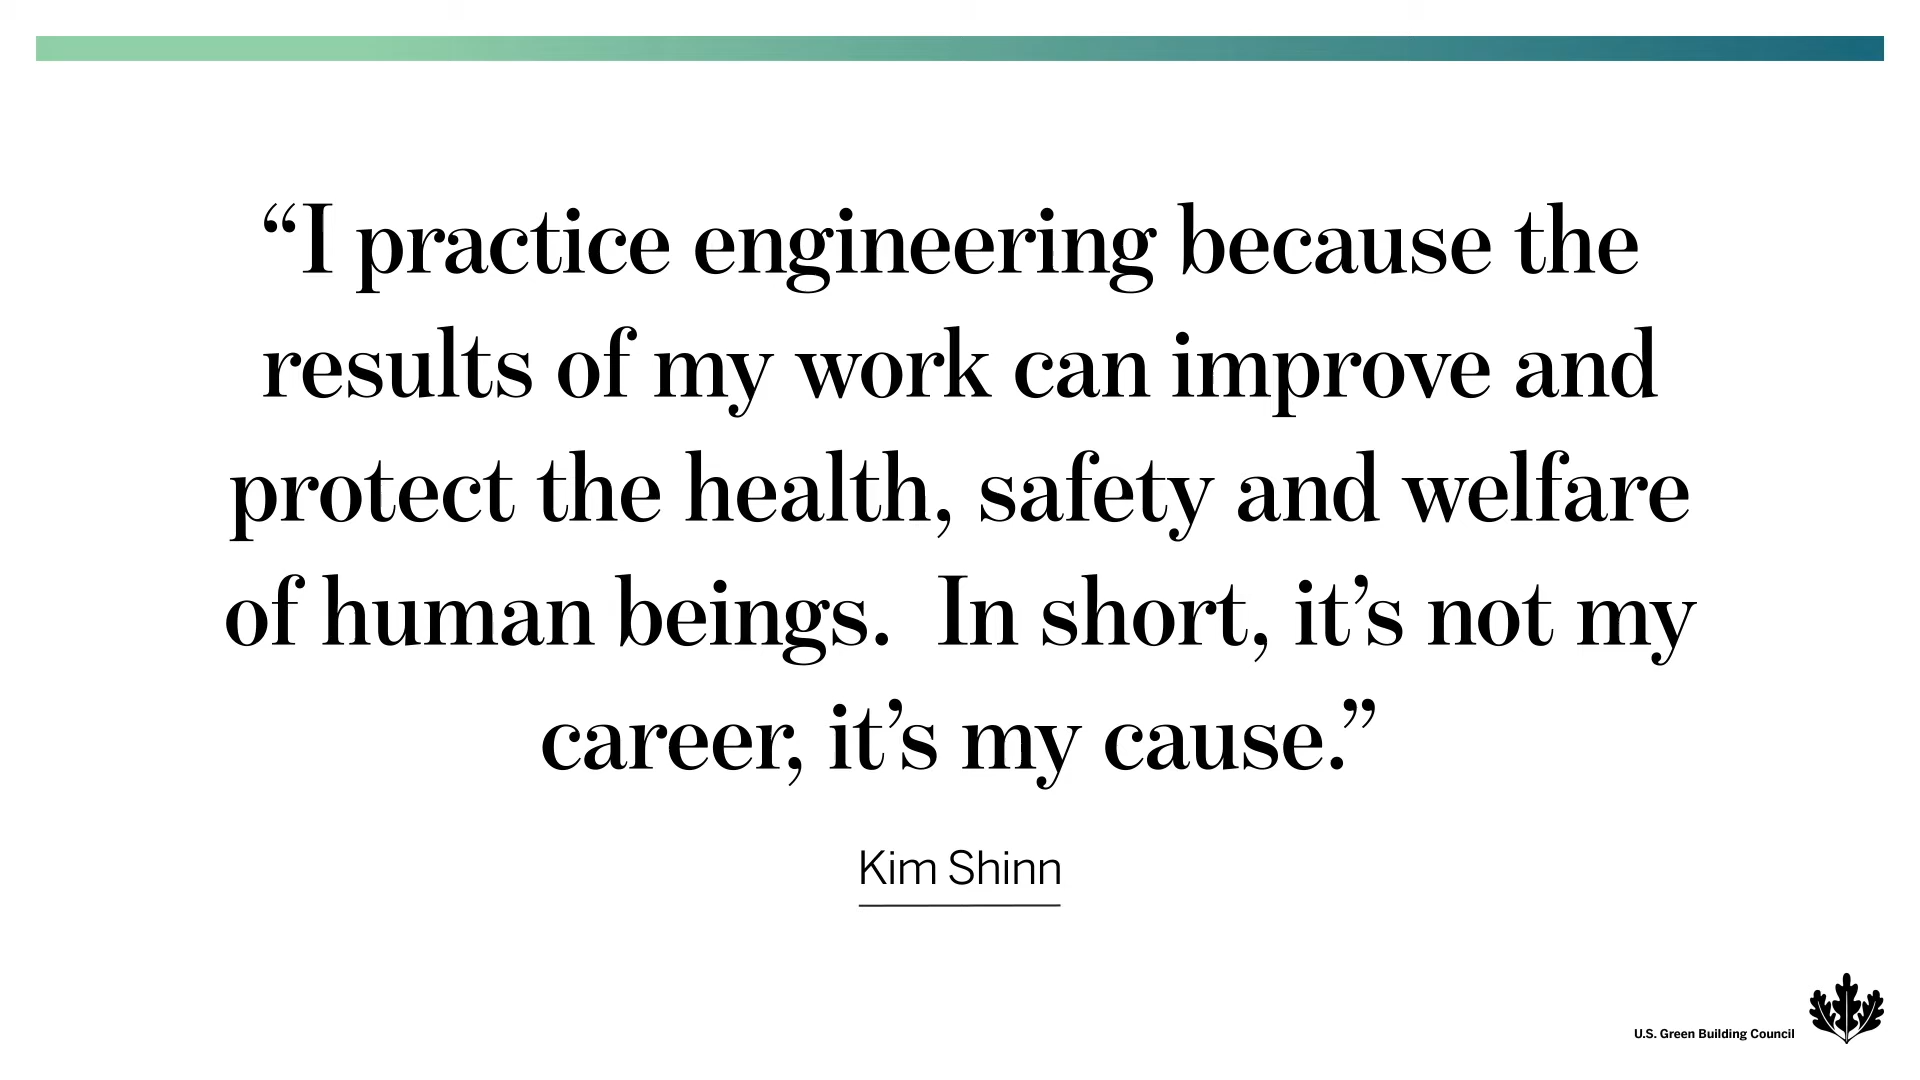 “I practice engineering because the
results of my work can improve and
protect the health, safety and welfare
of human beings.  In short, it’s not my
career, it’s my cause.”
Kim Shinn
U.S. Green Building Council